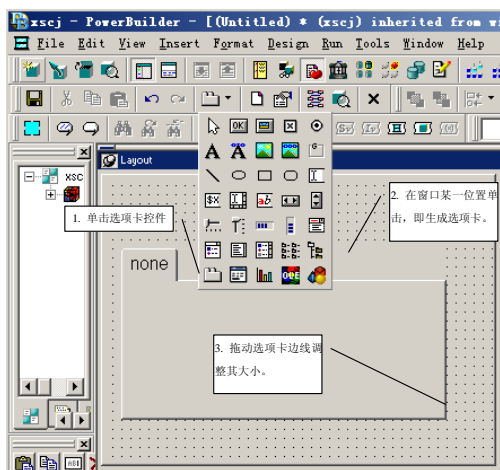 xscj - PowerBuilder - [(Untitled) * (xscj) inherited from
File Edit View Insert Format Design Run Tools Window Help
Layout
xsc
1. 单击选项卡控件
2. 在窗口某一位置单
击，即生成选项卡。
none
3. 拖动选项卡边线调
整其大小。